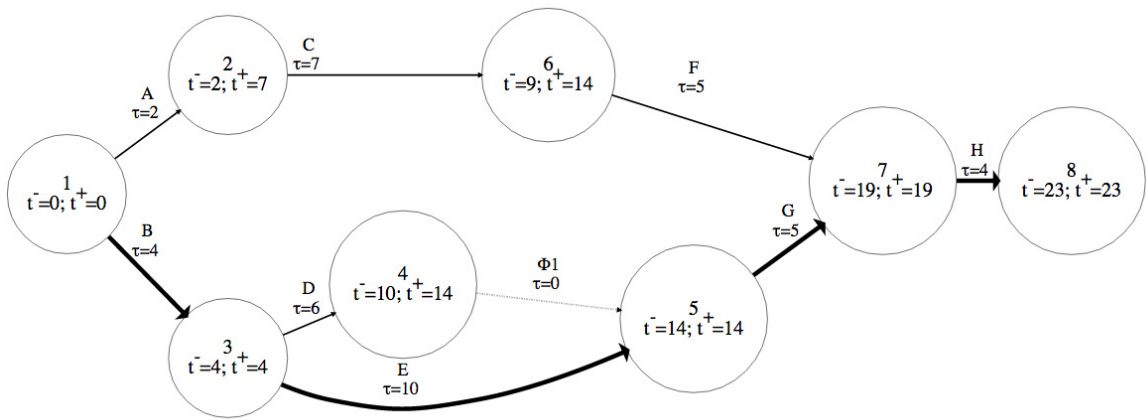 1
t⁻=0; t⁺=0
A
τ=2
2
t⁻=2; t⁺=7
C
τ=7
6
t⁻=9; t⁺=14
F
τ=5
B
τ=4
3
t⁻=4; t⁺=4
D
τ=6
4
t⁻=10; t⁺=14
Φ1
τ=0
E
τ=10
5
t⁻=14; t⁺=14
G
τ=5
7
t⁻=19; t⁺=19
H
τ=4
8
t⁻=23; t⁺=23